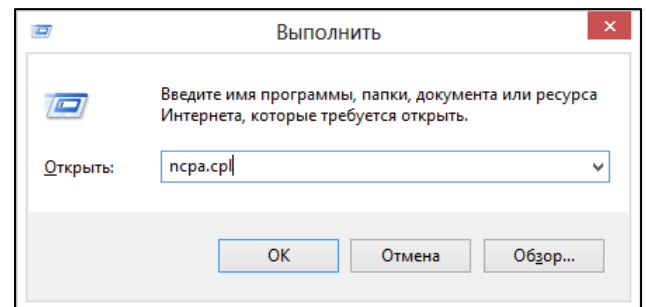 Выполнить
Введите имя программы, папки, документа или ресурса
Интернета, которые требуется открыть.
Открыть:
ncpa.cpl
OK
Отмена
Обзор...